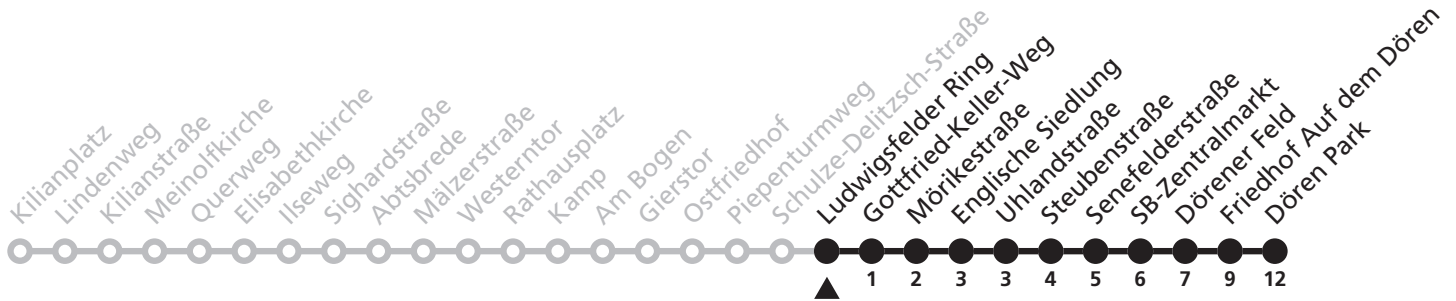 Kilianplatz
Lindenweg
Kilianstraße
Meinolfkirche
Querweg
Elisabethkirche
Ilseweg
Sighardstraße
Abtsbrede
Mälzerstraße
Westerntor
Rathausplatz
Kamp
Am Bogen
Gierstor
Ostfriedhof
Piepenturmweg
Schulze-Delitzsch-Straße
Ludwigsfelder Ring
Gottfried-Keller-Weg
Mörikestraße
Englische Siedlung
Uhlandstraße
Steubenstraße
Senefelderstraße
SB-Zentralmarkt
Dörener Feld
Friedhof Auf dem Dören
Dören Park
1 2 3 3 4 5 6 7 9 12